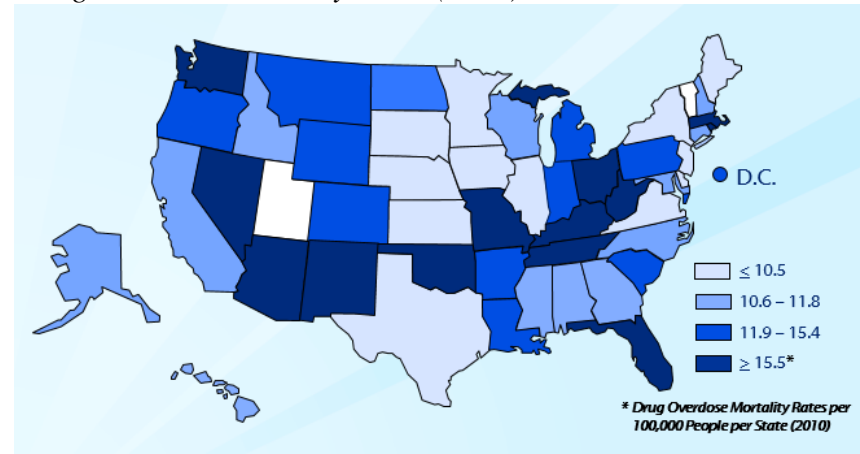 D.C.
≤ 10.5
10.6 – 11.8
11.9 – 15.4
≥ 15.5*
* Drug Overdose Mortality Rates per
100,000 People per State (2010)